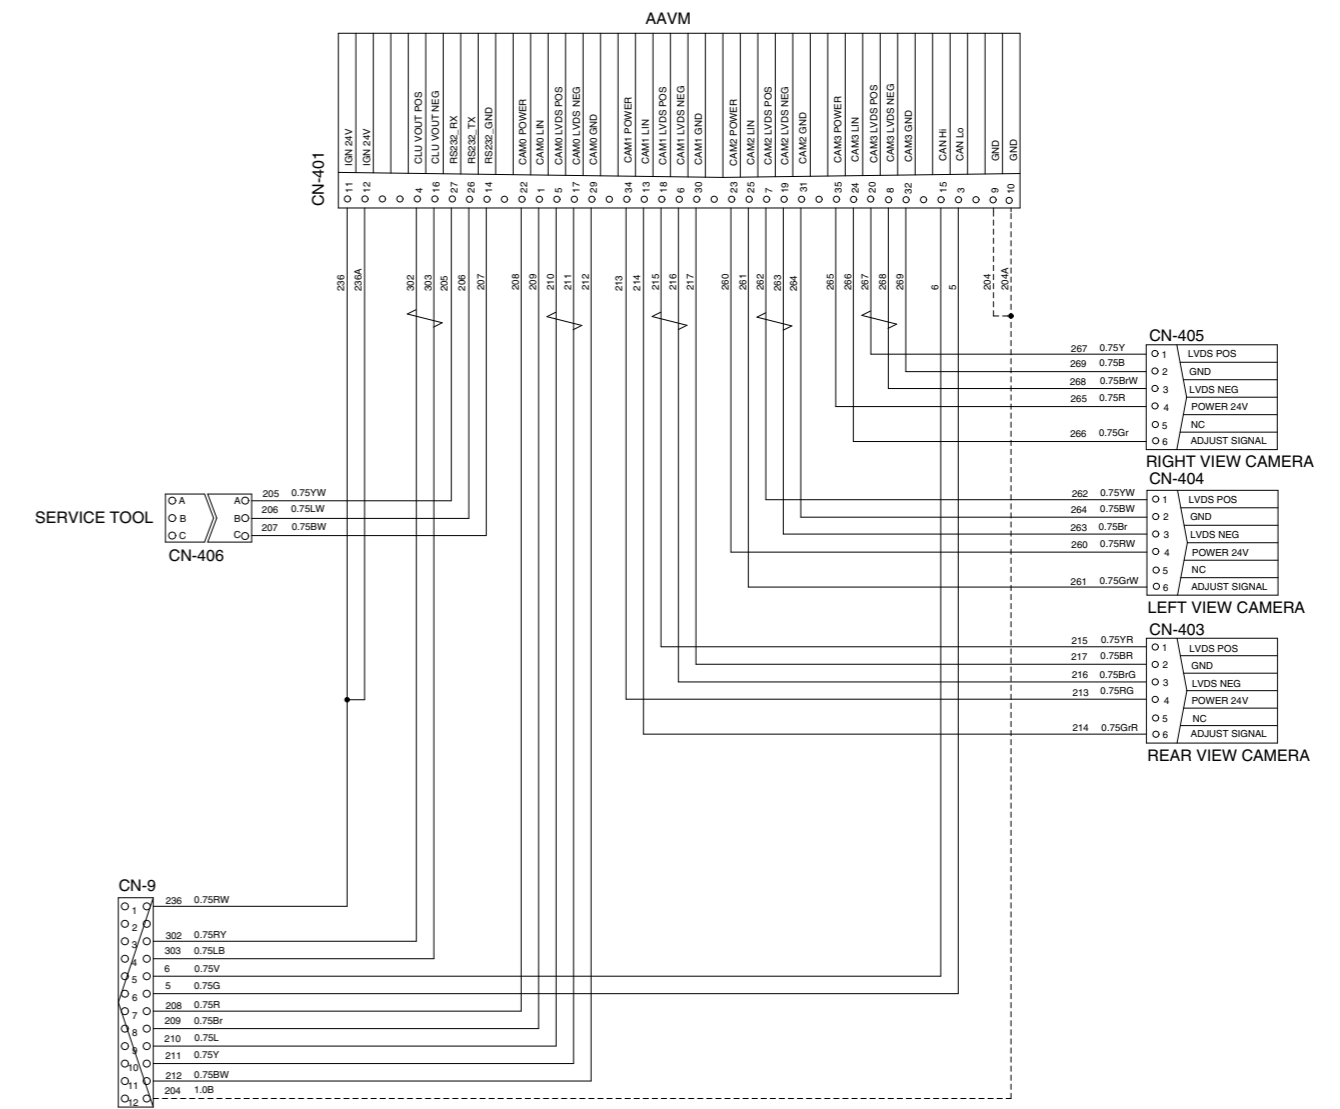 AAVM
CN-401
IGN 24V
IGN 24V
CLU VOUT POS
CLU VOUT NEG
RS232_RX
RS232_TX
RS232_GND
CAM0 POWER
CAM0 LIN
CAM0 LVDS POS
CAM0 LVDS NEG
CAM0 GND
CAM1 POWER
CAM1 LIN
CAM1 LVDS POS
CAM1 LVDS NEG
CAM1 GND
CAM2 POWER
CAM2 LIN
CAM2 LVDS POS
CAM2 LVDS NEG
CAM2 GND
CAM3 POWER
CAM3 LIN
CAM3 LVDS POS
CAM3 LVDS NEG
CAM3 GND
CAN Hi
CAN Lo
GND
GND
11 12 4 16 27 26 14 22 1 5 17 29 34 13 18 6 30 23 25 7 19 31 35 24 20 8 32 15 3 9 10
236 236A 302 303 205 206 207 208 209 210 211 212 213 214 215 216 217 260 261 262 263 264 265 266 267 268 269 6 5 204 204A
CN-405
267 0.75Y 1 LVDS POS
269 0.75B 2 GND
268 0.75BrW 3 LVDS NEG
265 0.75R 4 POWER 24V
5 NC
266 0.75Gr 6 ADJUST SIGNAL
RIGHT VIEW CAMERA
CN-404
262 0.75YW 1 LVDS POS
264 0.75BW 2 GND
263 0.75Br 3 LVDS NEG
260 0.75RW 4 POWER 24V
5 NC
261 0.75GrW 6 ADJUST SIGNAL
LEFT VIEW CAMERA
SERVICE TOOL
A A 205 0.75YW
B B 206 0.75LW
C C 207 0.75BW
CN-406
CN-403
215 0.75YR 1 LVDS POS
217 0.75BR 2 GND
216 0.75BrG 3 LVDS NEG
213 0.75RG 4 POWER 24V
5 NC
214 0.75GrR 6 ADJUST SIGNAL
REAR VIEW CAMERA
CN-9
1 236 0.75RW
2
3 302 0.75RY
4 303 0.75LB
5 6 0.75V
6 5 0.75G
7 208 0.75R
8 209 0.75Br
9 210 0.75L
10 211 0.75Y
11 212 0.75BW
12 204 1.0B